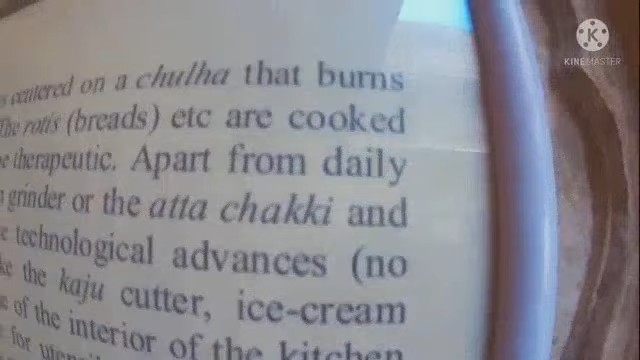 centered on a chulha that burns
The rotis (breads) etc are cooked
therapeutic. Apart from daily
grinder or the atta chakki and
technological advances (no
the kaju cutter, ice-cream
of the interior of the kitchen
for
KINEMASTER